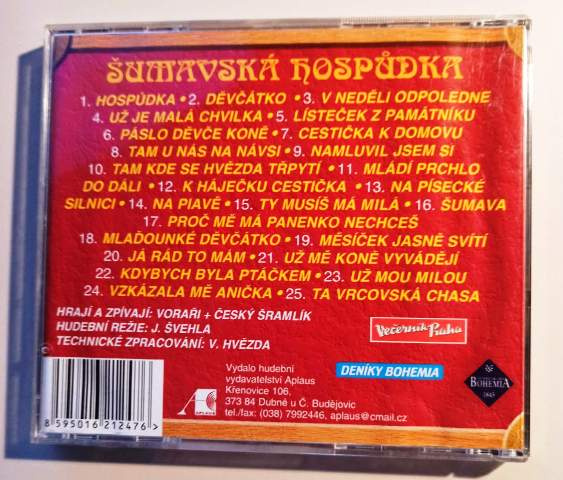 ŠUMAVSKÁ HOSPŮDKA
1. HOSPŮDKA • 2. DĚVČÁTKO • 3. V NEDĚLI ODPOLEDNE
4. UŽ JE MALÁ CHVILKA • 5. LÍSTEČEK Z PAMÁTNÍKU
6. PÁSLO DĚVČE KONĚ • 7. CESTIČKA K DOMOVU
8. TAM U NÁS NA NÁVSI • 9. NAMLUVIL JSEM SI
10. TAM KDE SE HVĚZDA TŘPYTÍ • 11. MLÁDÍ PRCHLO
DO DÁLI • 12. K HÁJEČKU CESTIČKA • 13. NA PÍSECKÉ
SILNICI • 14. NA PIAVĚ • 15. TY MUSÍŠ MÁ MILÁ • 16. ŠUMAVA
17. PROČ MĚ MÁ PANENKO NECHCEŠ
18. MLAĎOUNKÉ DĚVČÁTKO • 19. MĚSÍČEK JASNĚ SVÍTÍ
20. JÁ RÁD TO MÁM • 21. UŽ MÉ KONĚ VYVÁDĚJÍ
22. KDYBYCH BYLA PTÁČKEM • 23. UŽ MOU MILOU
24. VZKÁZALA MĚ ANIČKA • 25. TA VRCOVSKÁ CHASA
HRAJÍ A ZPÍVAJÍ: VORAŘI + ČESKÝ ŠRAMLÍK
HUDEBNÍ REŽIE: J. ŠVEHLA
TECHNICKÉ ZPRACOVÁNÍ: V. HVĚZDA
Večerník Praha
DENÍKY BOHEMIA
BOHEMIA
1845
APLAUS
Vydalo hudební
vydavatelství Aplaus
Křenovice 106,
373 84 Dubné u Č. Budějovic
tel./fax: (038) 7992446, aplaus@cmail.cz
8 595016 212476 >